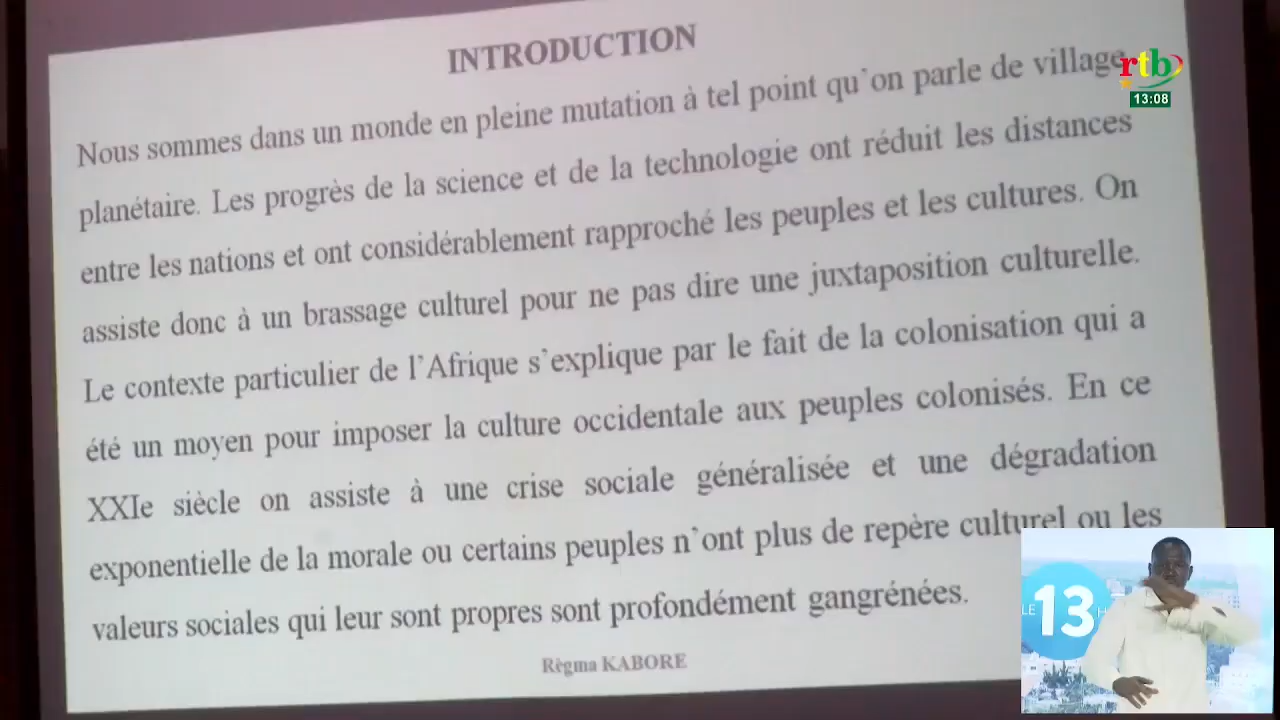 INTRODUCTION
Nous sommes dans un monde en pleine mutation à tel point qu'on parle de village
planétaire. Les progrès de la science et de la technologie ont réduit les distances
entre les nations et ont considérablement rapproché les peuples et les cultures. On
assiste donc à un brassage culturel pour ne pas dire une juxtaposition culturelle.
Le contexte particulier de l'Afrique s'explique par le fait de la colonisation qui a
été un moyen pour imposer la culture occidentale aux peuples colonisés. En ce
XXIe siècle on assiste à une crise sociale généralisée et une dégradation
exponentielle de la morale ou certains peuples n'ont plus de repère culturel ou les
valeurs sociales qui leur sont propres sont profondément gangrénées.
Règma KABORE
rtb
13:08
LE 13 H